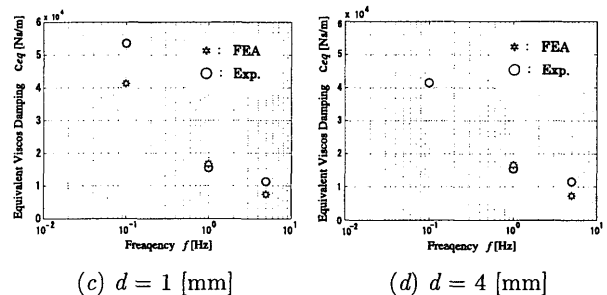 × 10⁴
6
5
4
3
2
1
0
10⁻² 10⁻¹ 10⁰ 10¹
Equivalent Viscos Damping Ceq [Ns/m]
Freaqency f [Hz]
: FEA
: Exp.
(c) d = 1 [mm]
× 10⁴
6
5
4
3
2
1
0
10⁻² 10⁻¹ 10⁰ 10¹
Equivalent Viscos Damping Ceq [Ns/m]
Freaqency f [Hz]
: FEA
: Exp.
(d) d = 4 [mm]